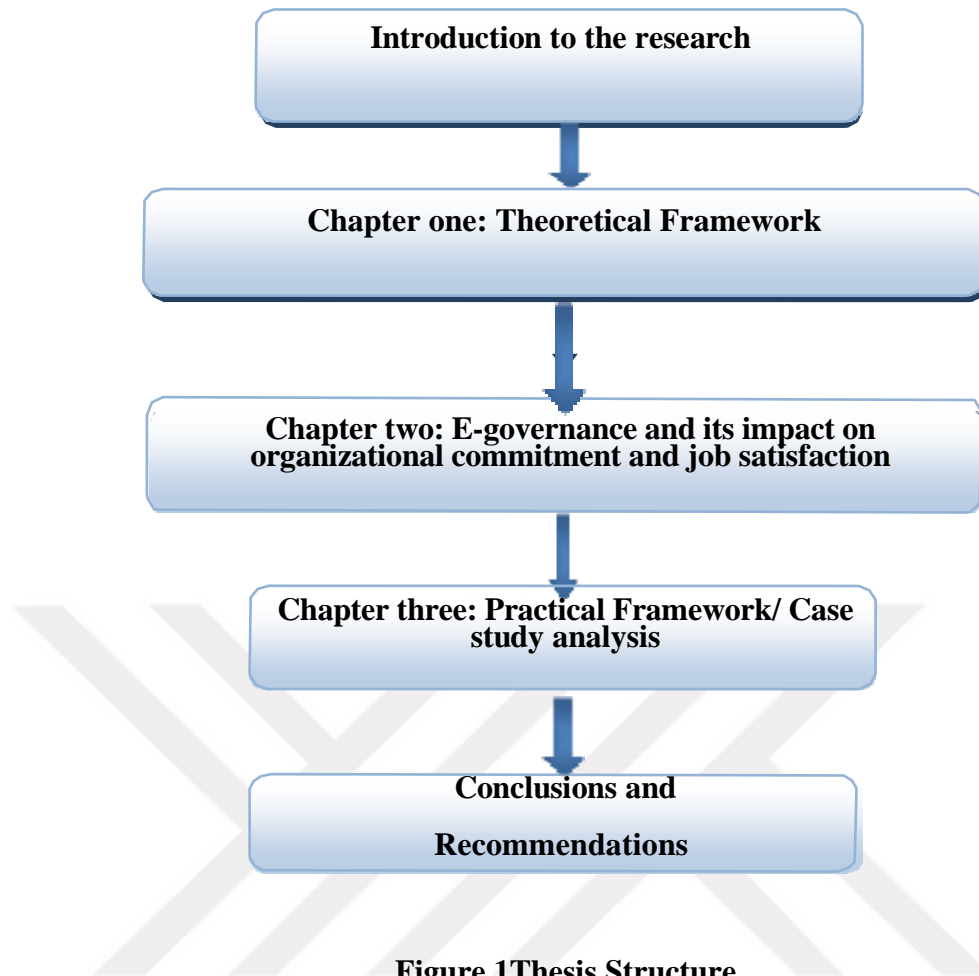 Introduction to the research
Chapter one: Theoretical Framework
Chapter two: E-governance and its impact on
organizational commitment and job satisfaction
Chapter three: Practical Framework/ Case
study analysis
Conclusions and
Recommendations
Figure 1Thesis Structure